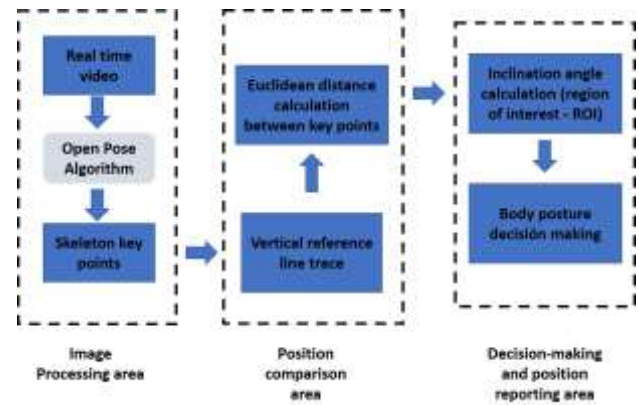 Real time
video
Open Pose
Algorithm
Skeleton key
points
Image
Processing area
Euclidean distance
calculation
between key points
Vertical reference
line trace
Position
comparison
area
Inclination angle
calculation (region
of interest - ROI)
Body posture
decisión making
Decision-making
and position
reporting area